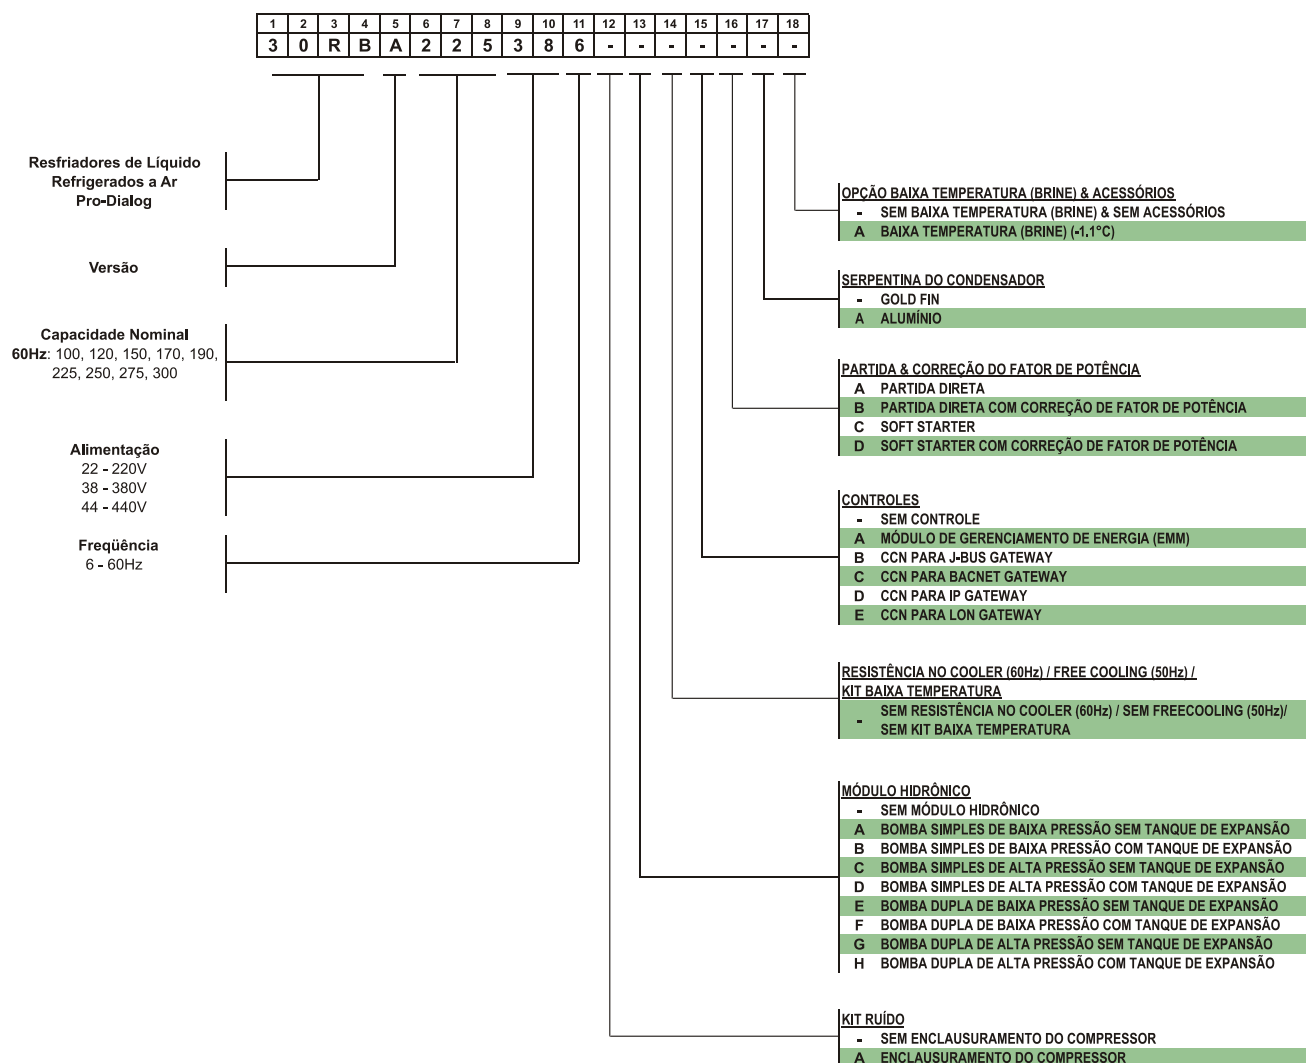 1 2 3 4 5 6 7 8 9 10 11 12 13 14 15 16 17 18
3 0 R B A 2 2 5 3 8 6 - - - - - - -
Resfriadores de Líquido
Refrigerados a Ar
Pro-Dialog
Versão
Capacidade Nominal
60Hz: 100, 120, 150, 170, 190,
225, 250, 275, 300
Alimentação
22 - 220V
38 - 380V
44 - 440V
Freqüência
6 - 60Hz
OPÇÃO BAIXA TEMPERATURA (BRINE) & ACESSÓRIOS
- SEM BAIXA TEMPERATURA (BRINE) & SEM ACESSÓRIOS
A BAIXA TEMPERATURA (BRINE) (-1.1°C)
SERPENTINA DO CONDENSADOR
- GOLD FIN
A ALUMÍNIO
PARTIDA & CORREÇÃO DO FATOR DE POTÊNCIA
A PARTIDA DIRETA
B PARTIDA DIRETA COM CORREÇÃO DE FATOR DE POTÊNCIA
C SOFT STARTER
D SOFT STARTER COM CORREÇÃO DE FATOR DE POTÊNCIA
CONTROLES
- SEM CONTROLE
A MÓDULO DE GERENCIAMENTO DE ENERGIA (EMM)
B CCN PARA J-BUS GATEWAY
C CCN PARA BACNET GATEWAY
D CCN PARA IP GATEWAY
E CCN PARA LON GATEWAY
RESISTÊNCIA NO COOLER (60Hz) / FREE COOLING (50Hz) /
KIT BAIXA TEMPERATURA
- SEM RESISTÊNCIA NO COOLER (60Hz) / SEM FREECOOLING (50Hz)/
SEM KIT BAIXA TEMPERATURA
MÓDULO HIDRÔNICO
- SEM MÓDULO HIDRÔNICO
A BOMBA SIMPLES DE BAIXA PRESSÃO SEM TANQUE DE EXPANSÃO
B BOMBA SIMPLES DE BAIXA PRESSÃO COM TANQUE DE EXPANSÃO
C BOMBA SIMPLES DE ALTA PRESSÃO SEM TANQUE DE EXPANSÃO
D BOMBA SIMPLES DE ALTA PRESSÃO COM TANQUE DE EXPANSÃO
E BOMBA DUPLA DE BAIXA PRESSÃO SEM TANQUE DE EXPANSÃO
F BOMBA DUPLA DE BAIXA PRESSÃO COM TANQUE DE EXPANSÃO
G BOMBA DUPLA DE ALTA PRESSÃO SEM TANQUE DE EXPANSÃO
H BOMBA DUPLA DE ALTA PRESSÃO COM TANQUE DE EXPANSÃO
KIT RUÍDO
- SEM ENCLAUSURAMENTO DO COMPRESSOR
A ENCLAUSURAMENTO DO COMPRESSOR